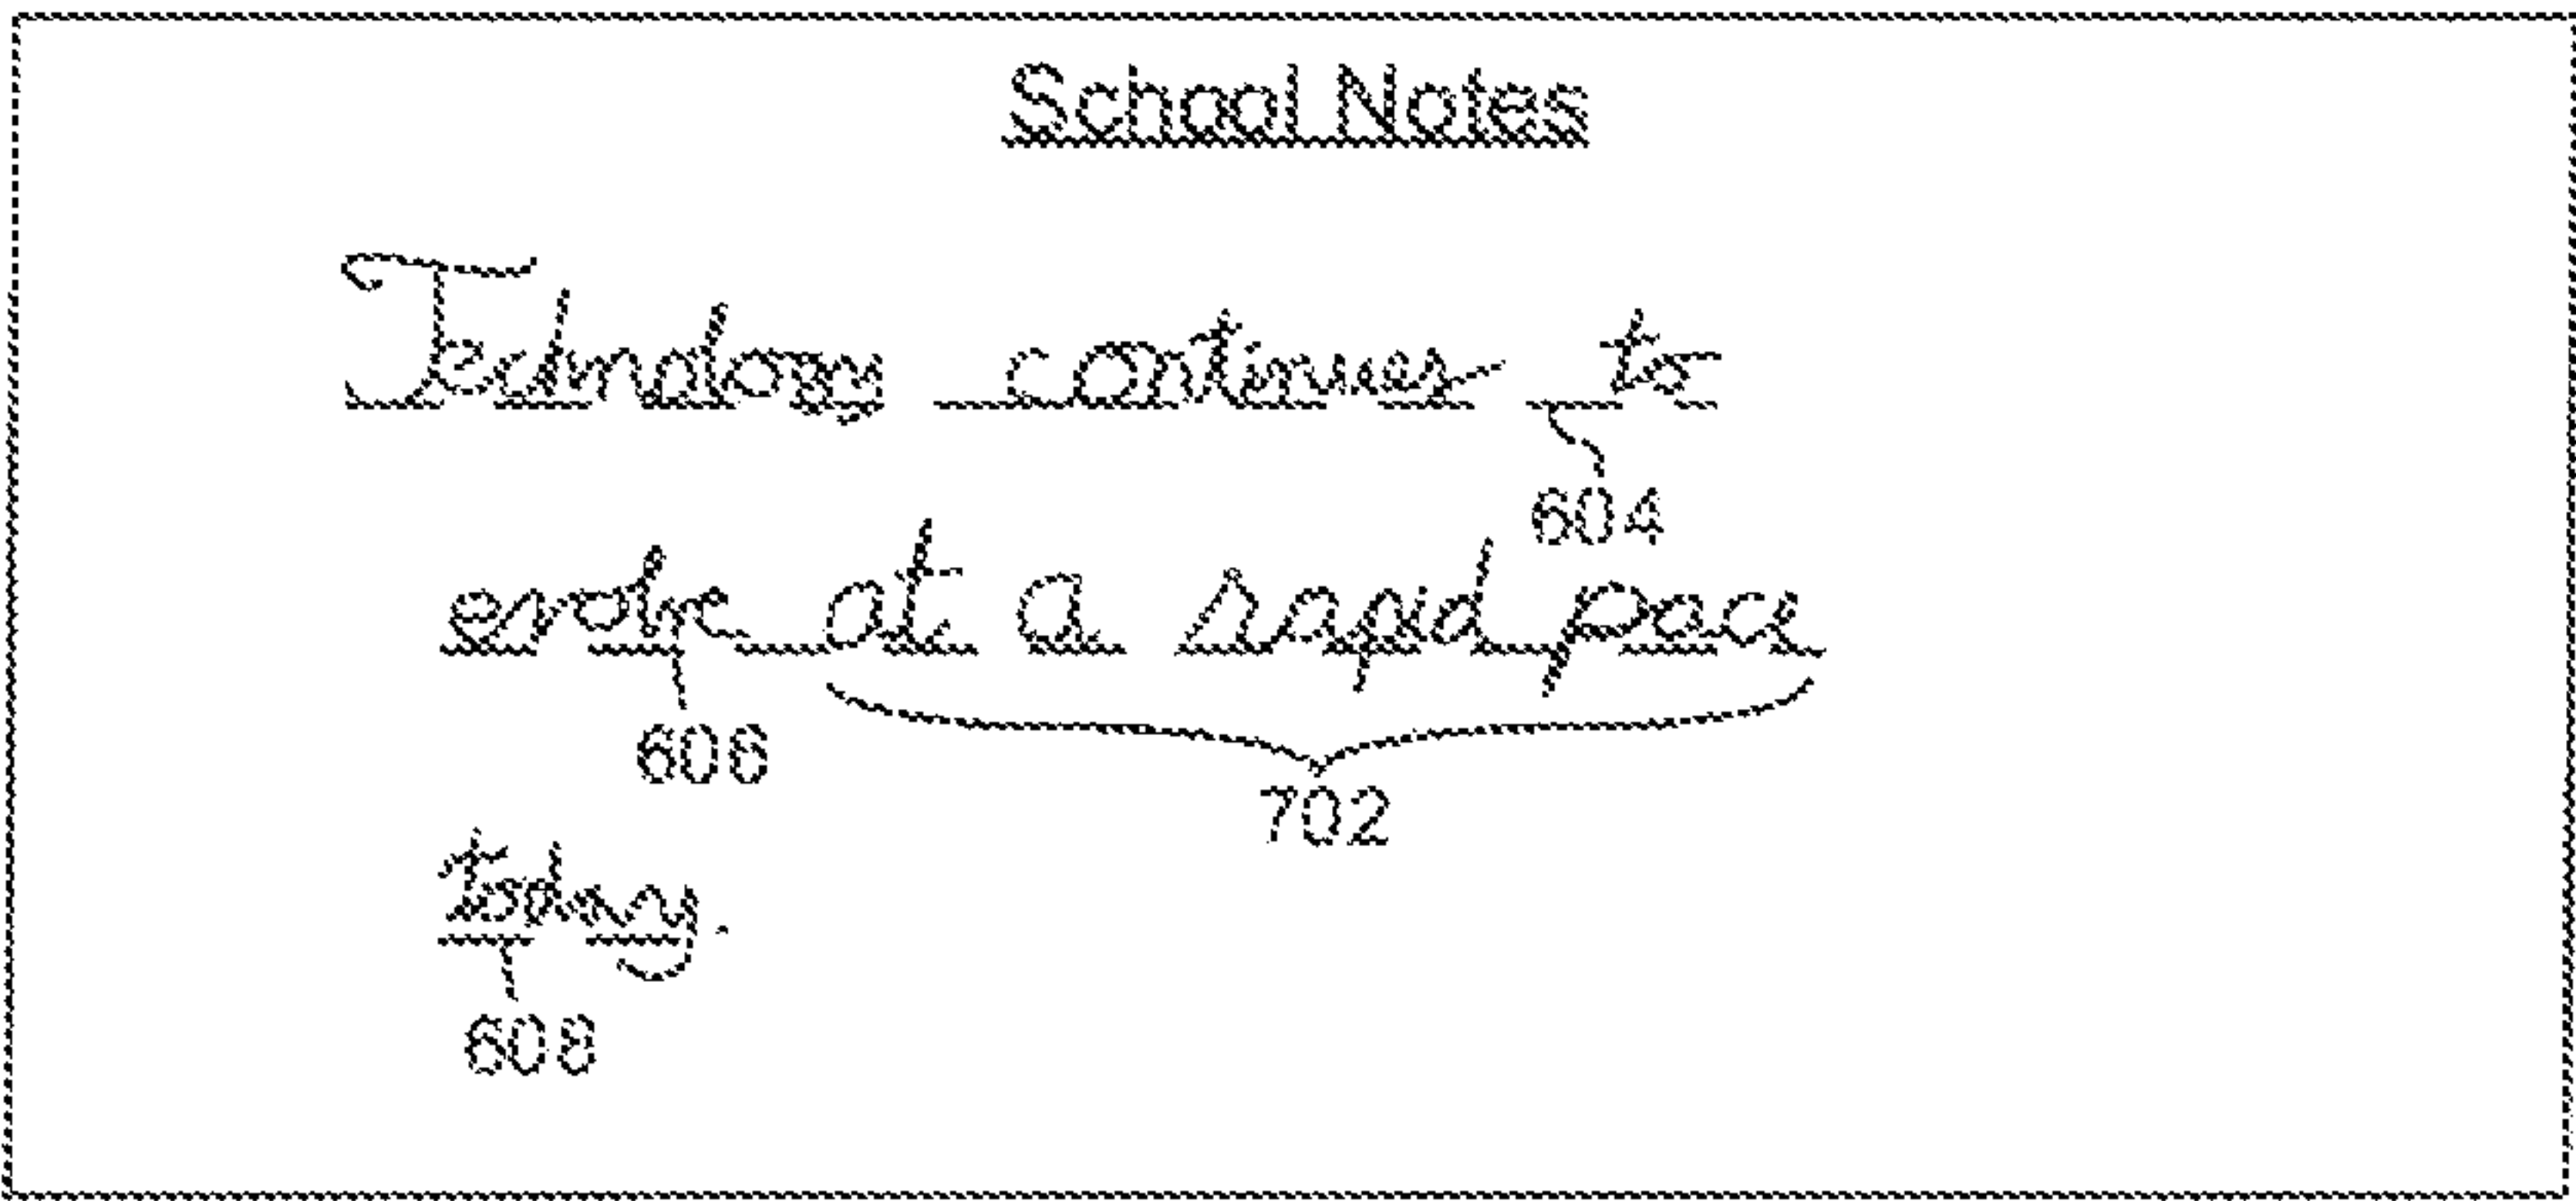 School Notes
Technology continues to
604
evolve at a rapid pace
606
702
today.
608